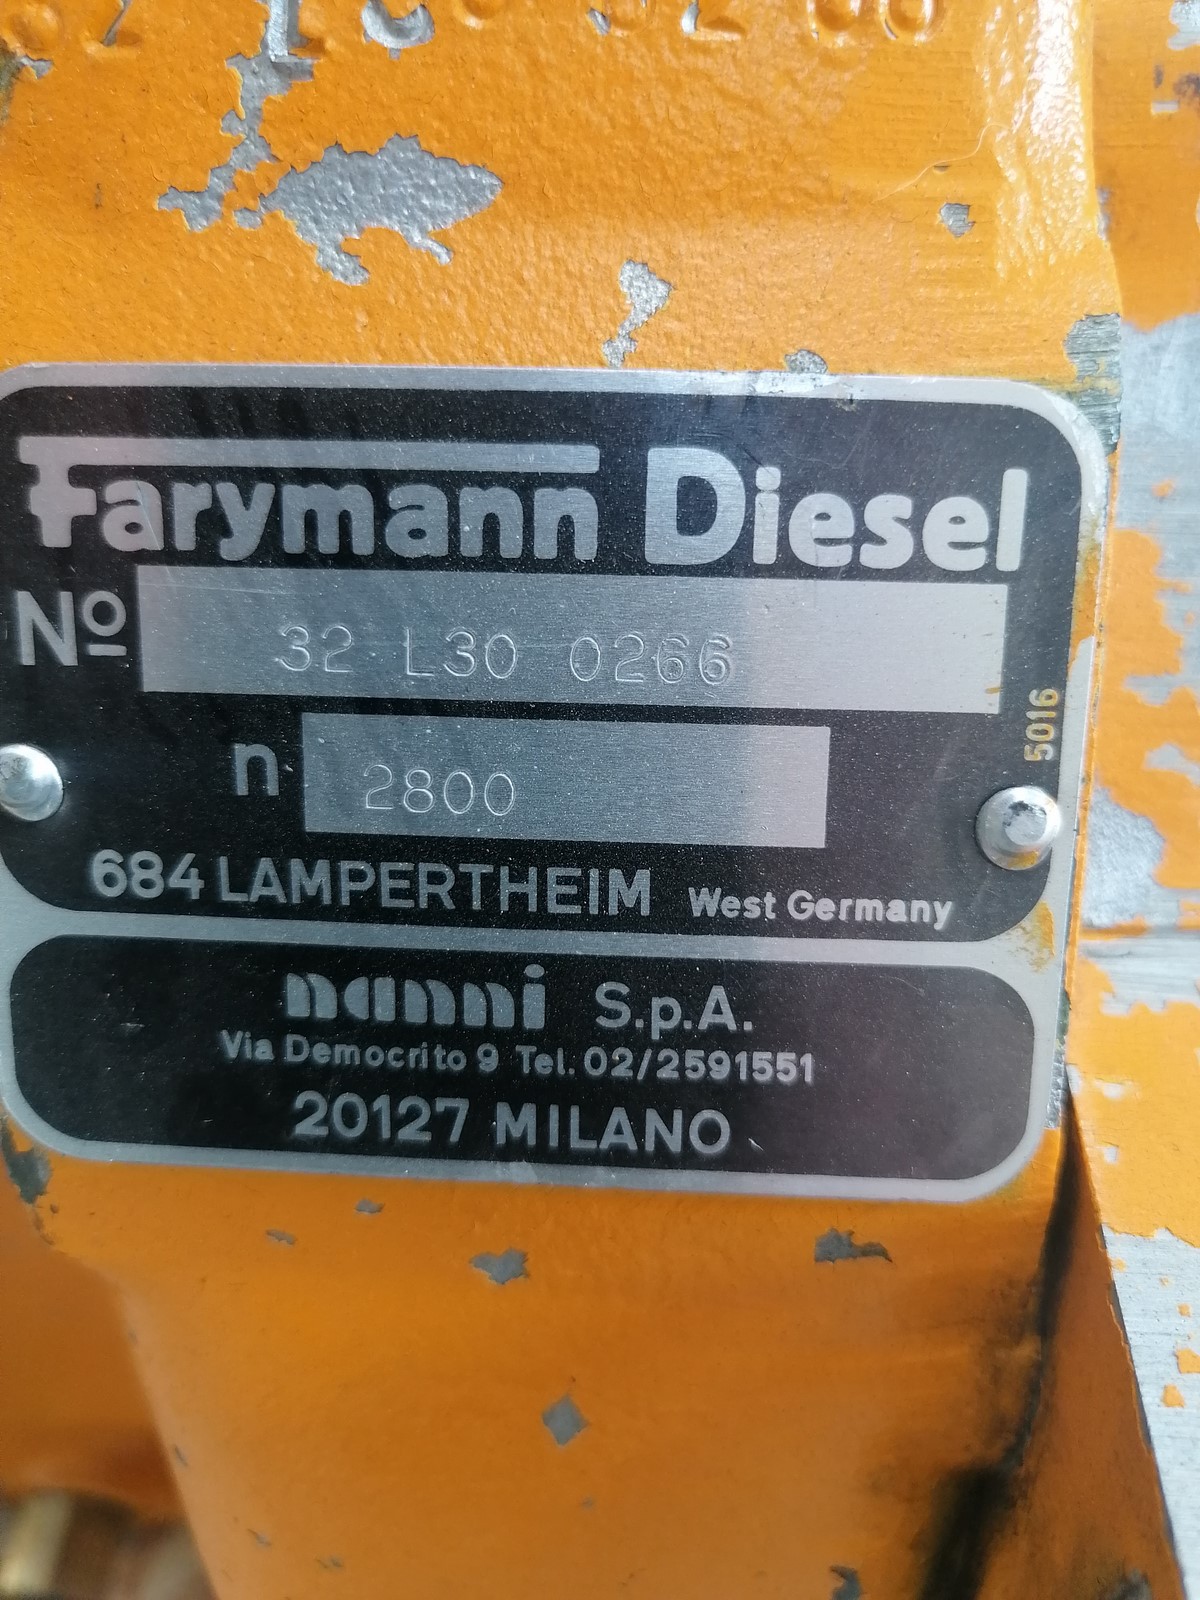 Farymann Diesel
Nº 32 L30 0266
5016
n 2800
684 LAMPERTHEIM West Germany
nanni S.p.A.
Via Democrito 9 Tel. 02/2591551
20127 MILANO